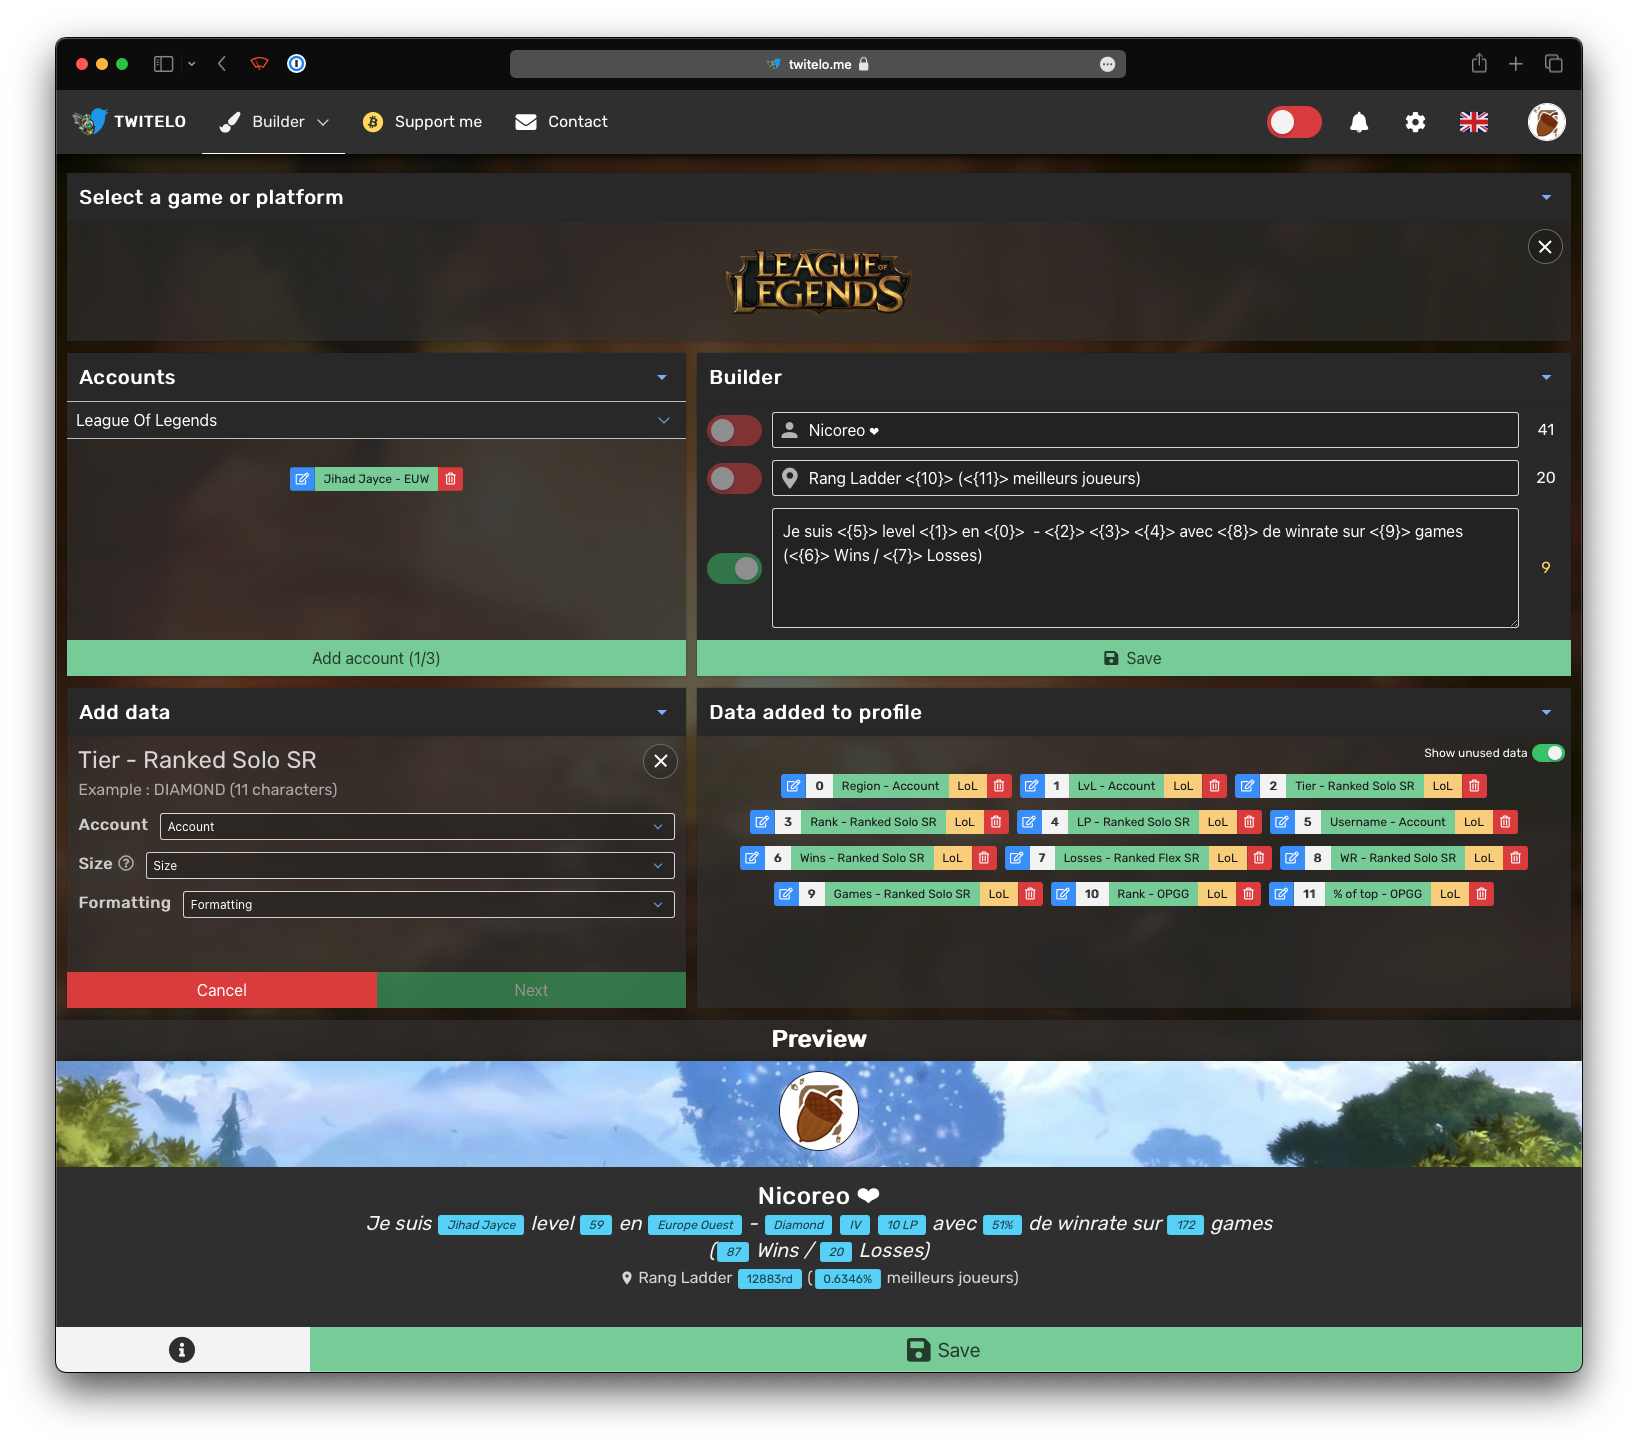 twitelo.me
TWITELO
Builder
Support me
Contact
Select a game or platform
LEAGUE OF LEGENDS
Accounts
League Of Legends
Jihad Jayce - EUW
Add account (1/3)
Builder
Nicoreo ❤ 41
Rang Ladder <{10}> (<{11}> meilleurs joueurs) 20
Je suis <{5}> level <{1}> en <{0}>  - <{2}> <{3}> <{4}> avec <{8}> de winrate sur <{9}> games
(<{6}> Wins / <{7}> Losses)
9
Save
Add data
Tier - Ranked Solo SR
Example : DIAMOND (11 characters)
Account Account
Size Size
Formatting Formatting
Cancel Next
Data added to profile
Show unused data
0 Region - Account LoL 1 LvL - Account LoL 2 Tier - Ranked Solo SR LoL
3 Rank - Ranked Solo SR LoL 4 LP - Ranked Solo SR LoL 5 Username - Account LoL
6 Wins - Ranked Solo SR LoL 7 Losses - Ranked Flex SR LoL 8 WR - Ranked Solo SR LoL
9 Games - Ranked Solo SR LoL 10 Rank - OPGG LoL 11 % of top - OPGG LoL
Preview
Nicoreo ❤
Je suis Jihad Jayce level 59 en Europe Ouest - Diamond IV 10 LP avec 51% de winrate sur 172 games
(87 Wins / 20 Losses)
Rang Ladder 12883rd (0.6346% meilleurs joueurs)
Save